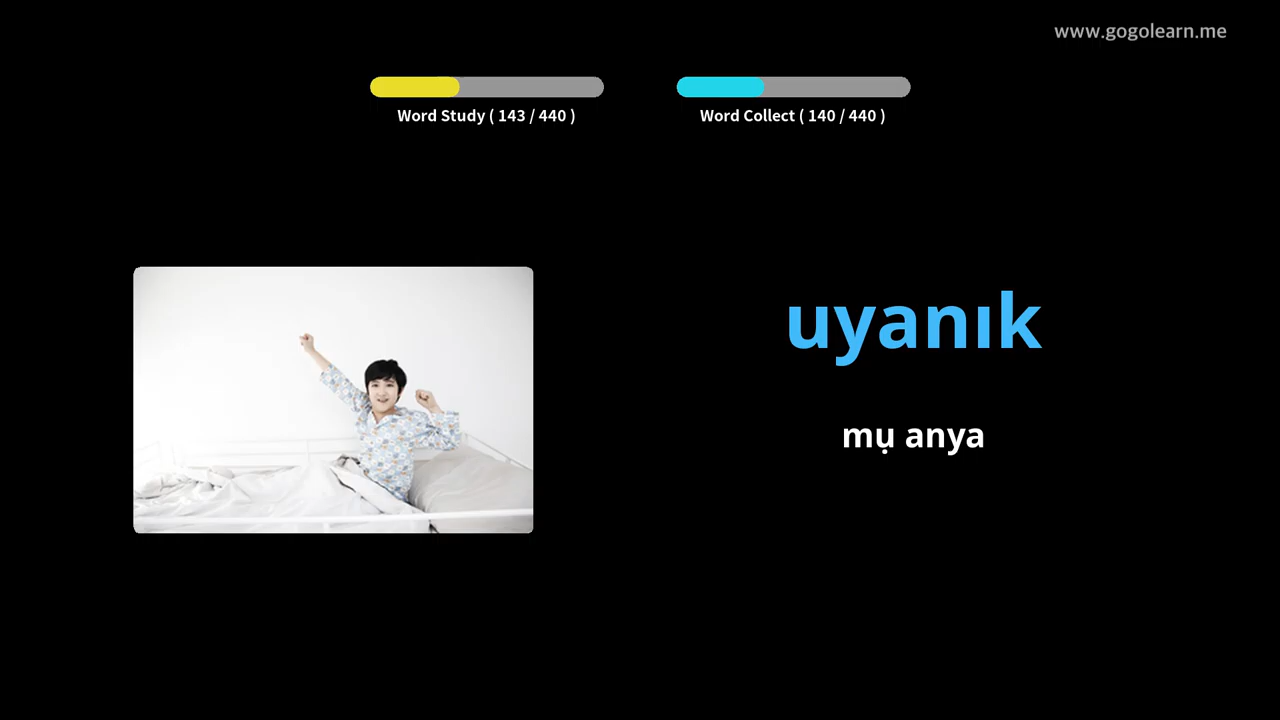 www.gogolearn.me
Word Study ( 143 / 440 )
Word Collect ( 140 / 440 )
uyanık
mụ anya